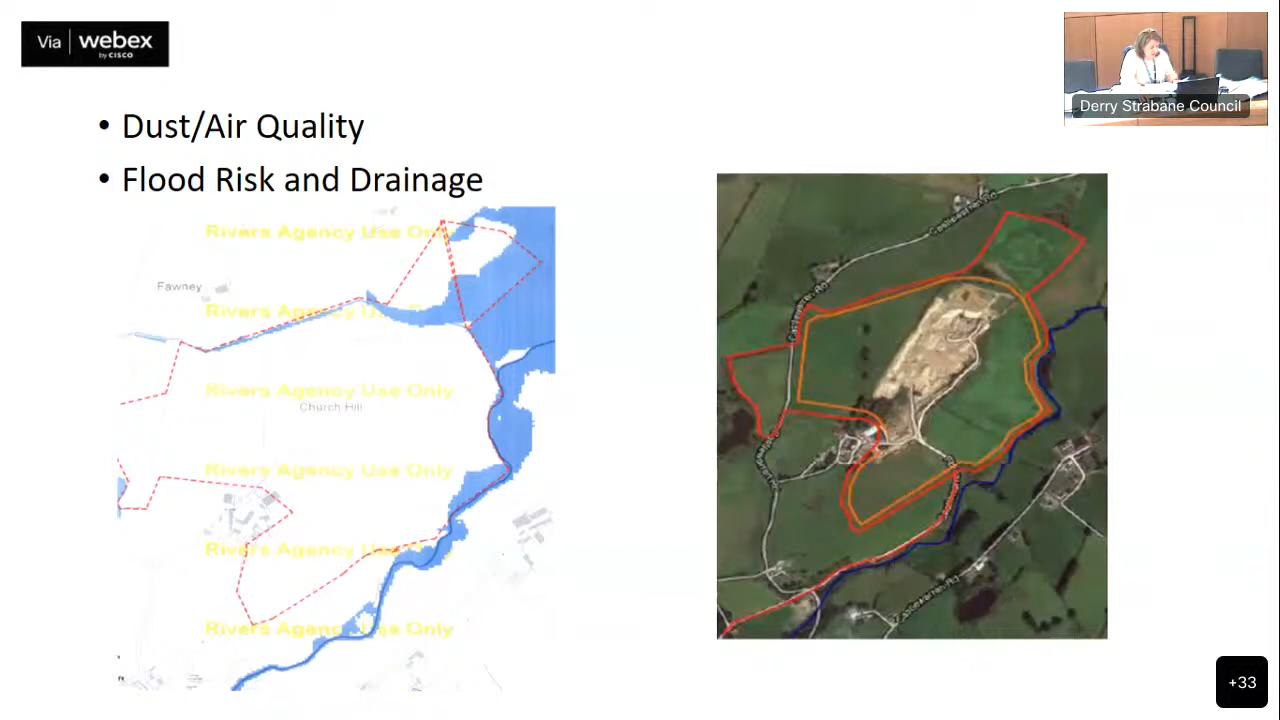 Via webex
by CISCO
Derry Strabane Council
• Dust/Air Quality
• Flood Risk and Drainage
Rivers Agency Use Only
Fawney
Rivers Agency U
Rivers Agency Use Only
Church Hill
Rivers Agency Use Only
Rivers Agency Use Only
Rivers Agency Use Only
+33